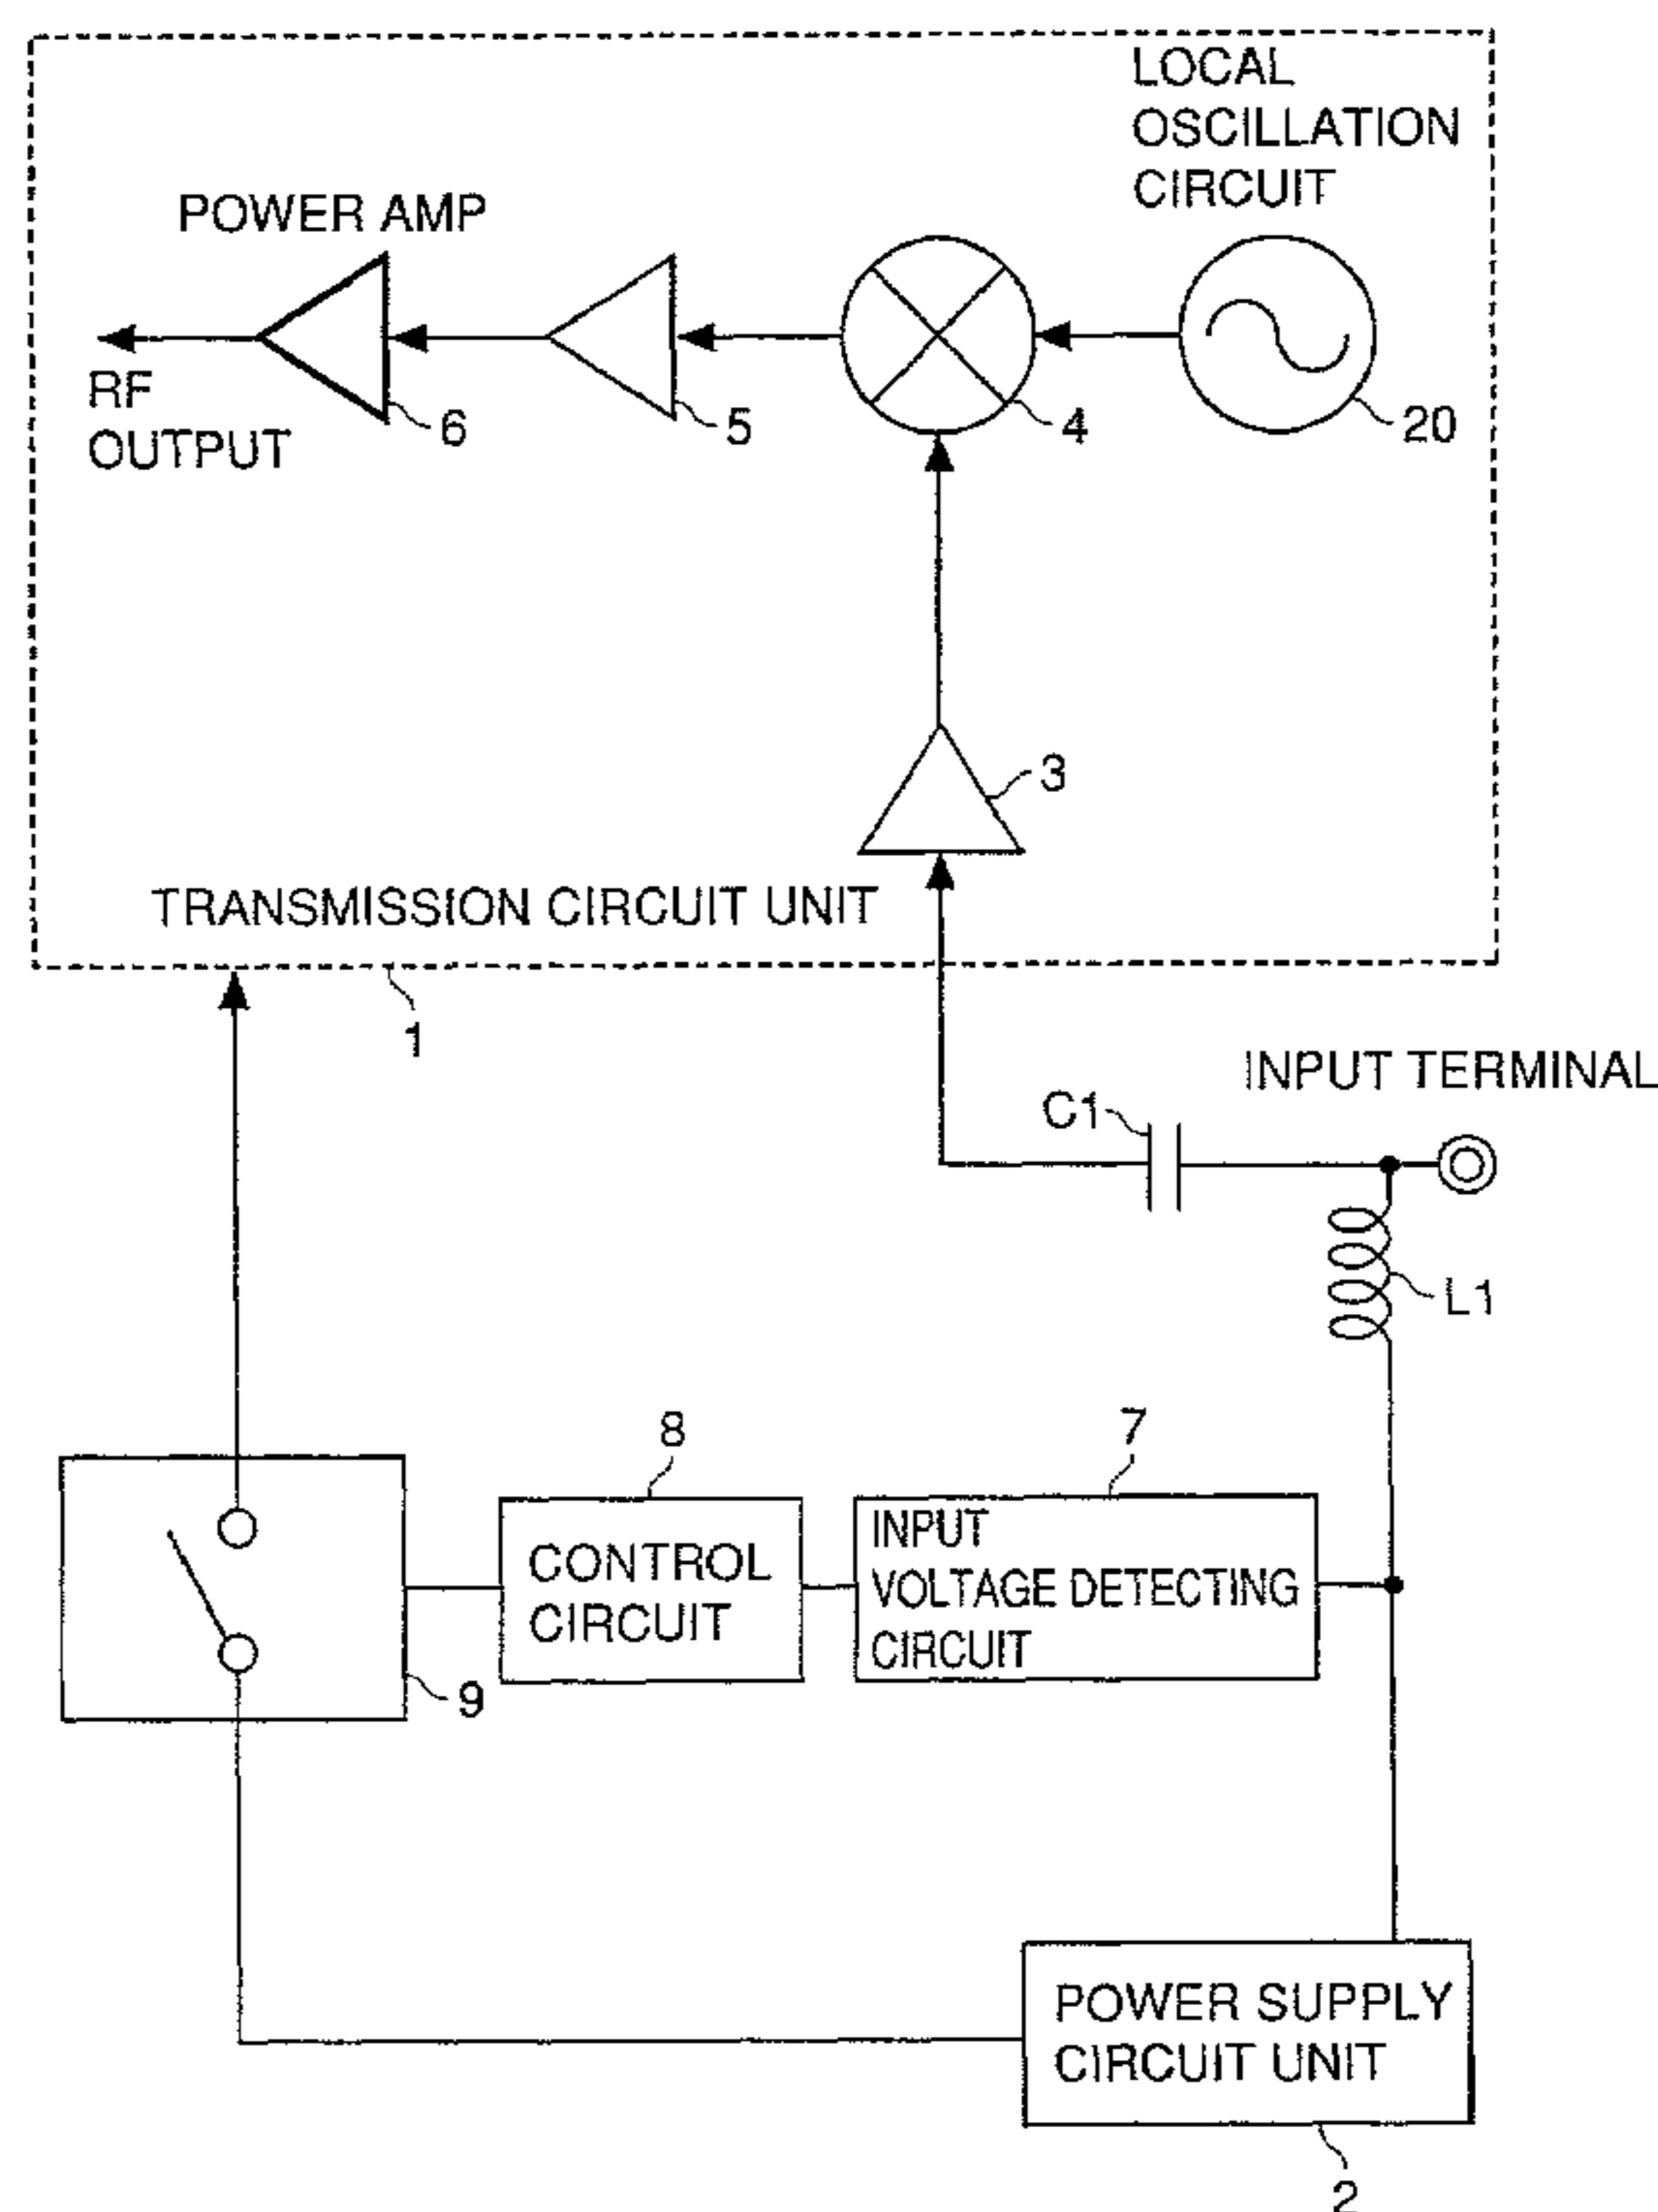 LOCAL
OSCILLATION
CIRCUIT
POWER AMP
RF
OUTPUT
6
5
4
20
3
TRANSMISSION CIRCUIT UNIT
1
INPUT TERMINAL
C1
L1
8
7
CONTROL
CIRCUIT
INPUT
VOLTAGE DETECTING
CIRCUIT
9
POWER SUPPLY
CIRCUIT UNIT
2